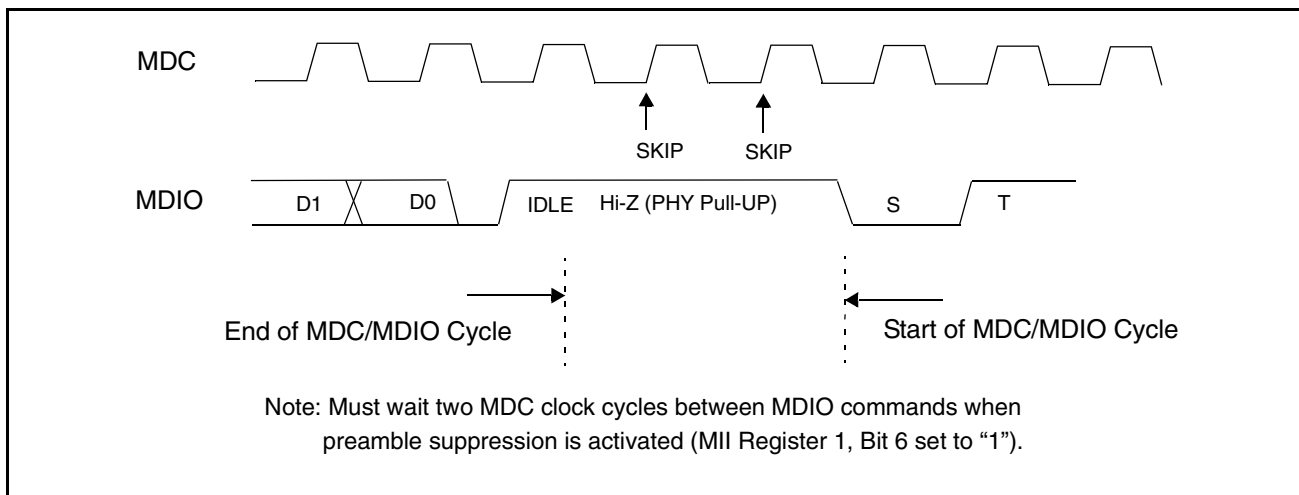 MDC
SKIP SKIP
MDIO D1 D0 IDLE Hi-Z (PHY Pull-UP) S T
End of MDC/MDIO Cycle Start of MDC/MDIO Cycle
Note: Must wait two MDC clock cycles between MDIO commands when
preamble suppression is activated (MII Register 1, Bit 6 set to “1”).